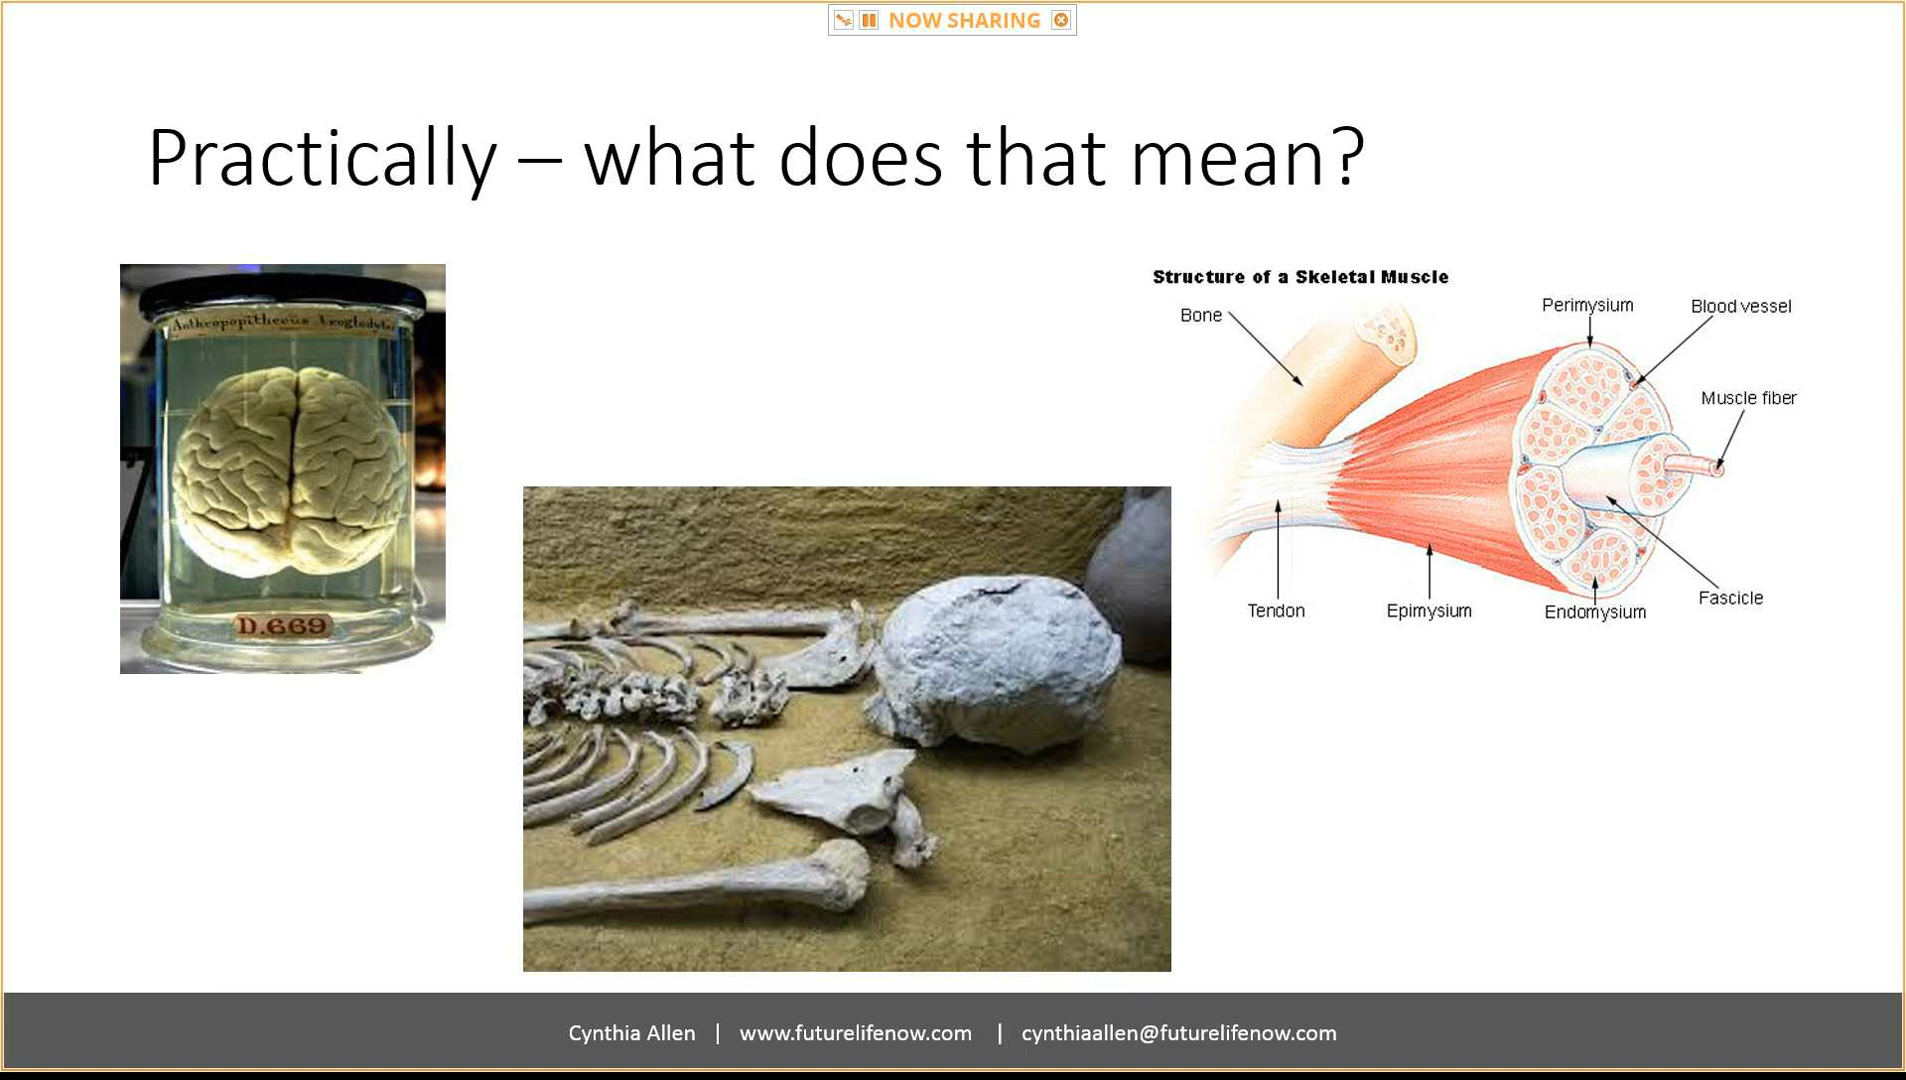 NOW SHARING
Practically – what does that mean?
Anthropopithecus troglodytes
D.669
Structure of a Skeletal Muscle
Bone
Perimysium
Blood vessel
Muscle fiber
Tendon
Epimysium
Endomysium
Fascicle
Cynthia Allen | www.futurelifenow.com | cynthiaallen@futurelifenow.com